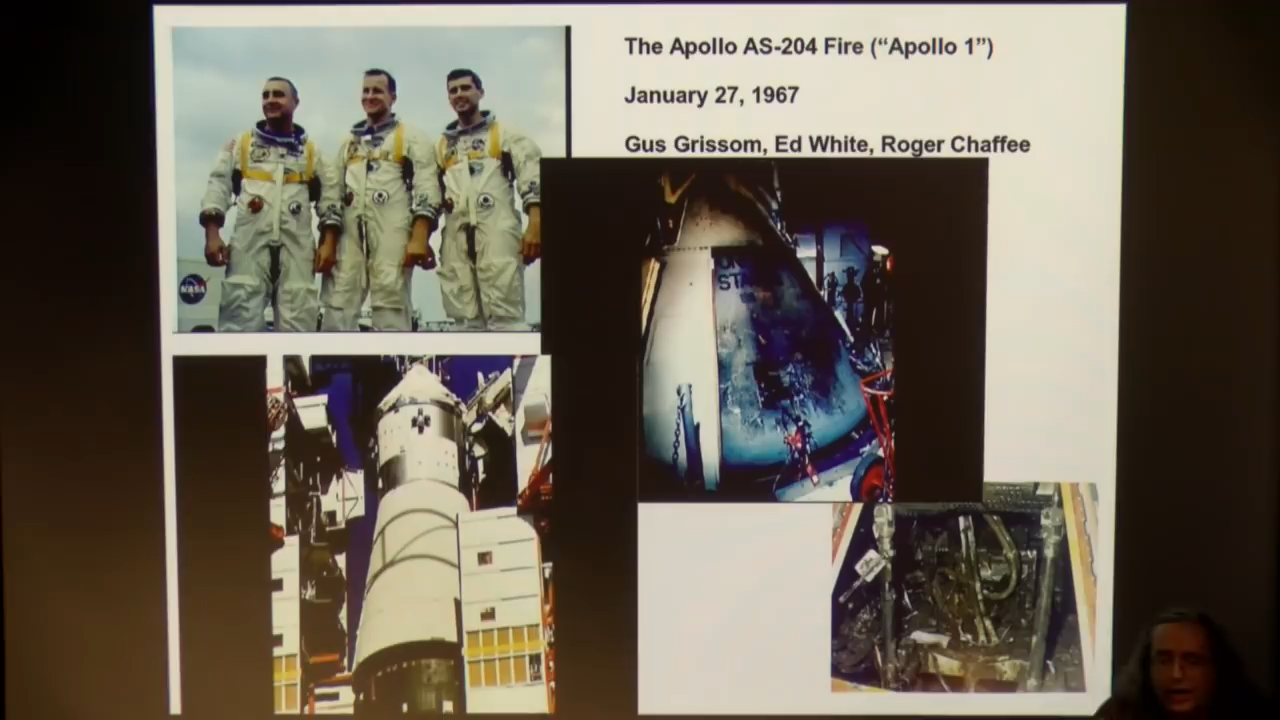 The Apollo AS-204 Fire (“Apollo 1”)
January 27, 1967
Gus Grissom, Ed White, Roger Chaffee
NASA